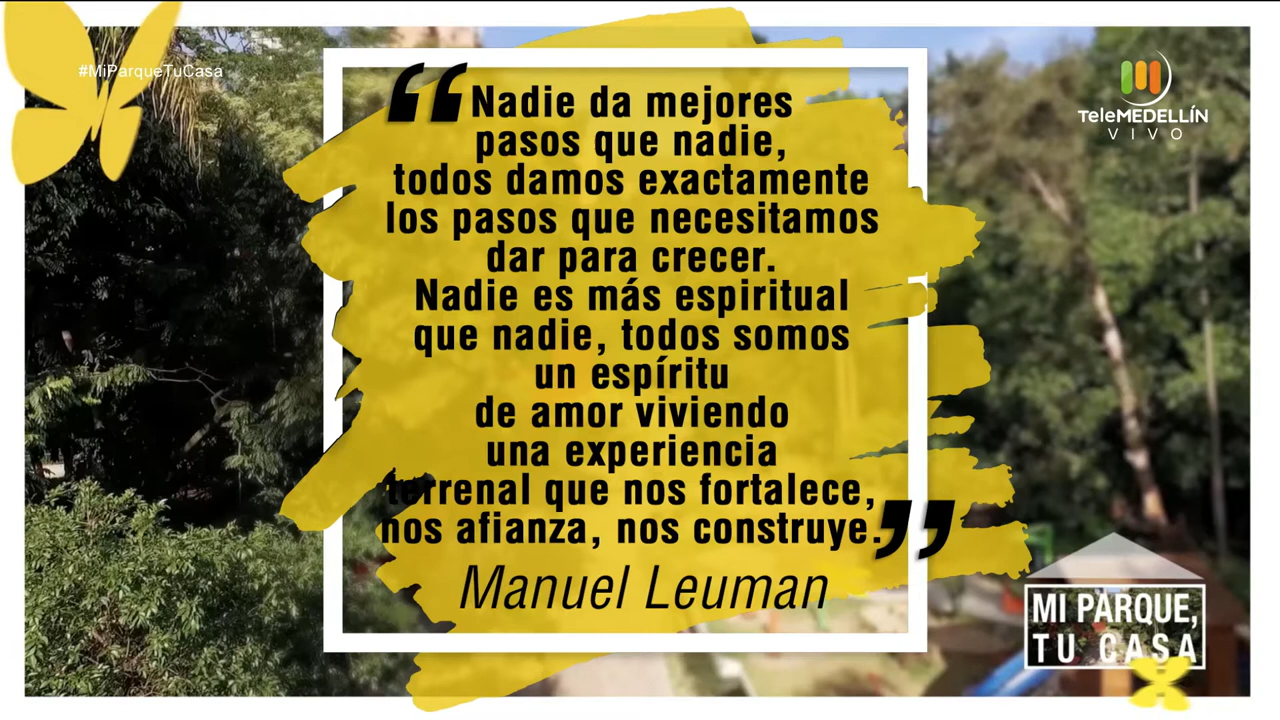 #MiParqueTuCasa
TeleMEDELLÍN
VIVO
“Nadie da mejores
pasos que nadie,
todos damos exactamente
los pasos que necesitamos
dar para crecer.
Nadie es más espiritual
que nadie, todos somos
un espíritu
de amor viviendo
una experiencia
terrenal que nos fortalece,
nos afianza, nos construye.”
Manuel Leuman
MI PARQUE,
TU CASA